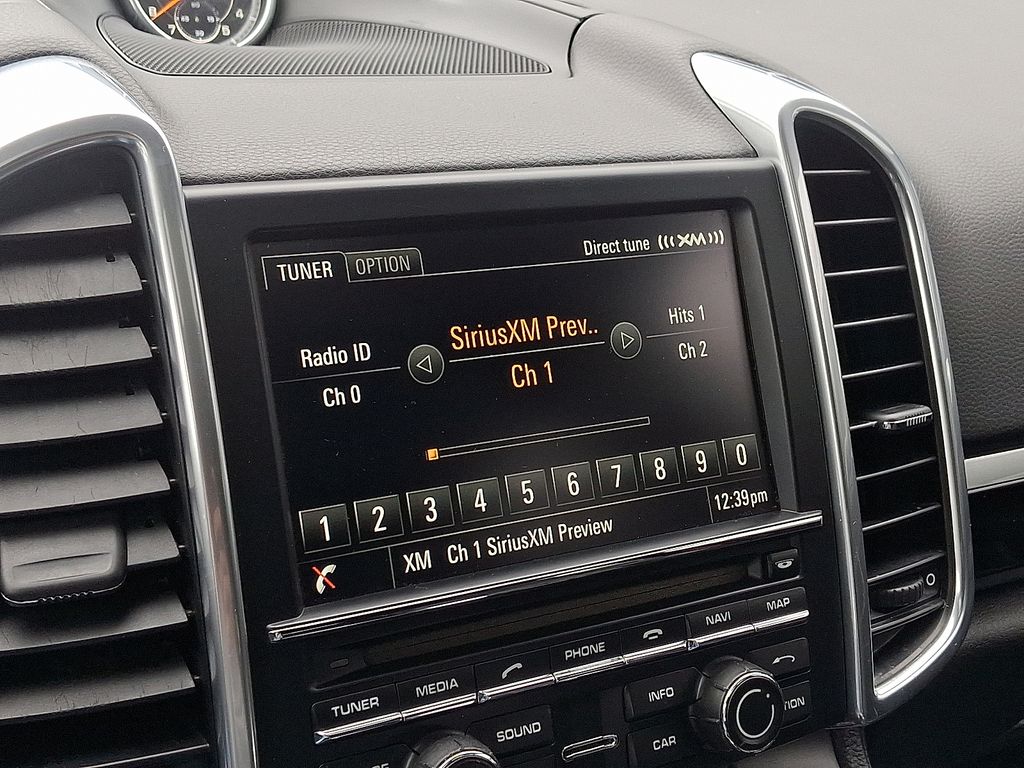 TUNER OPTION Direct tune (((XM)))
Radio ID SiriusXM Prev.. Hits 1
Ch 0 Ch 1 Ch 2
1 2 3 4 5 6 7 8 9 0
XM Ch 1 SiriusXM Preview 12:39pm
TUNER MEDIA PHONE NAVI MAP
SOUND INFO
CAR